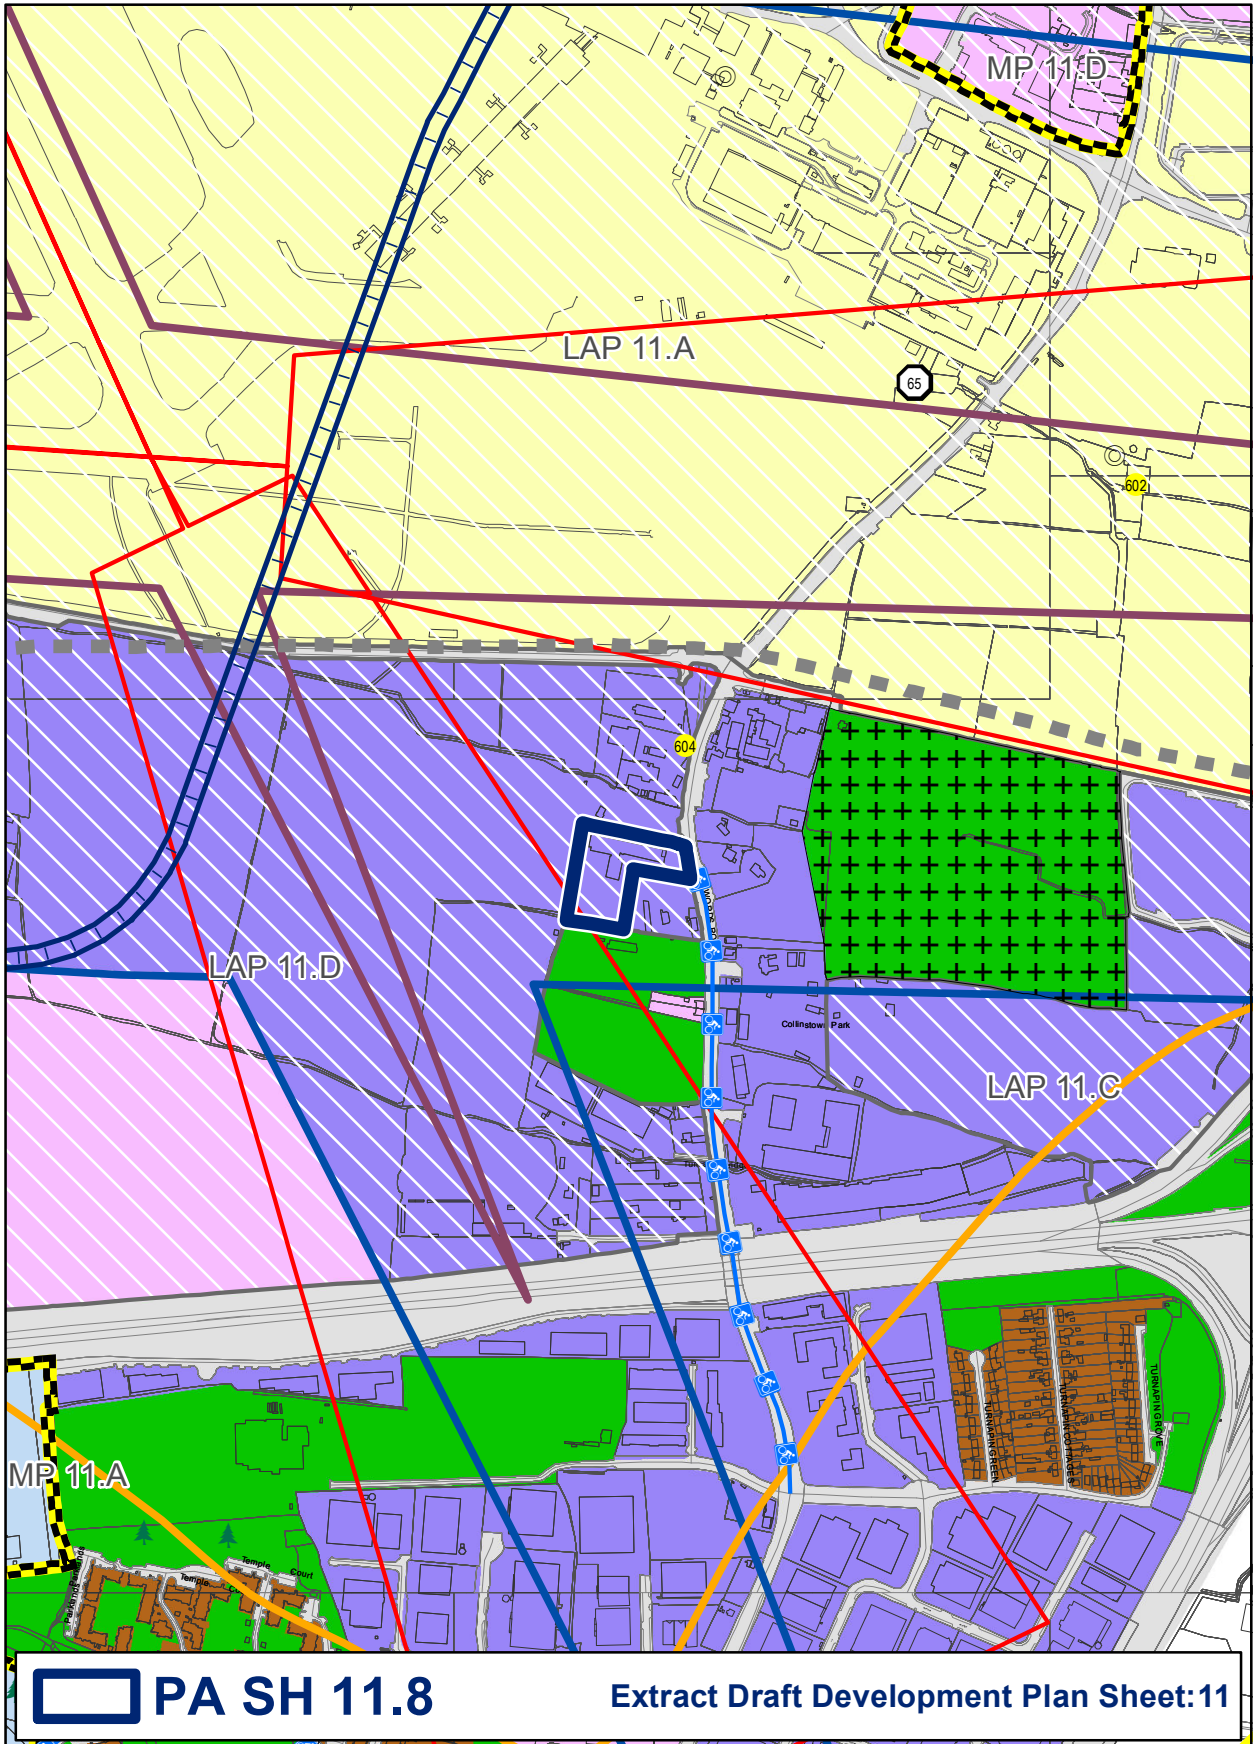 MP 11.D
LAP 11.A
65
602
604
LAP 11.D
Collinstown Park
LAP 11.C
TURNAPIN GROVE
TURNAPIN COTTAGES
TURNAPIN GREEN
MP 11.A
Temple Court
Temple
PA SH 11.8
Extract Draft Development Plan Sheet:11